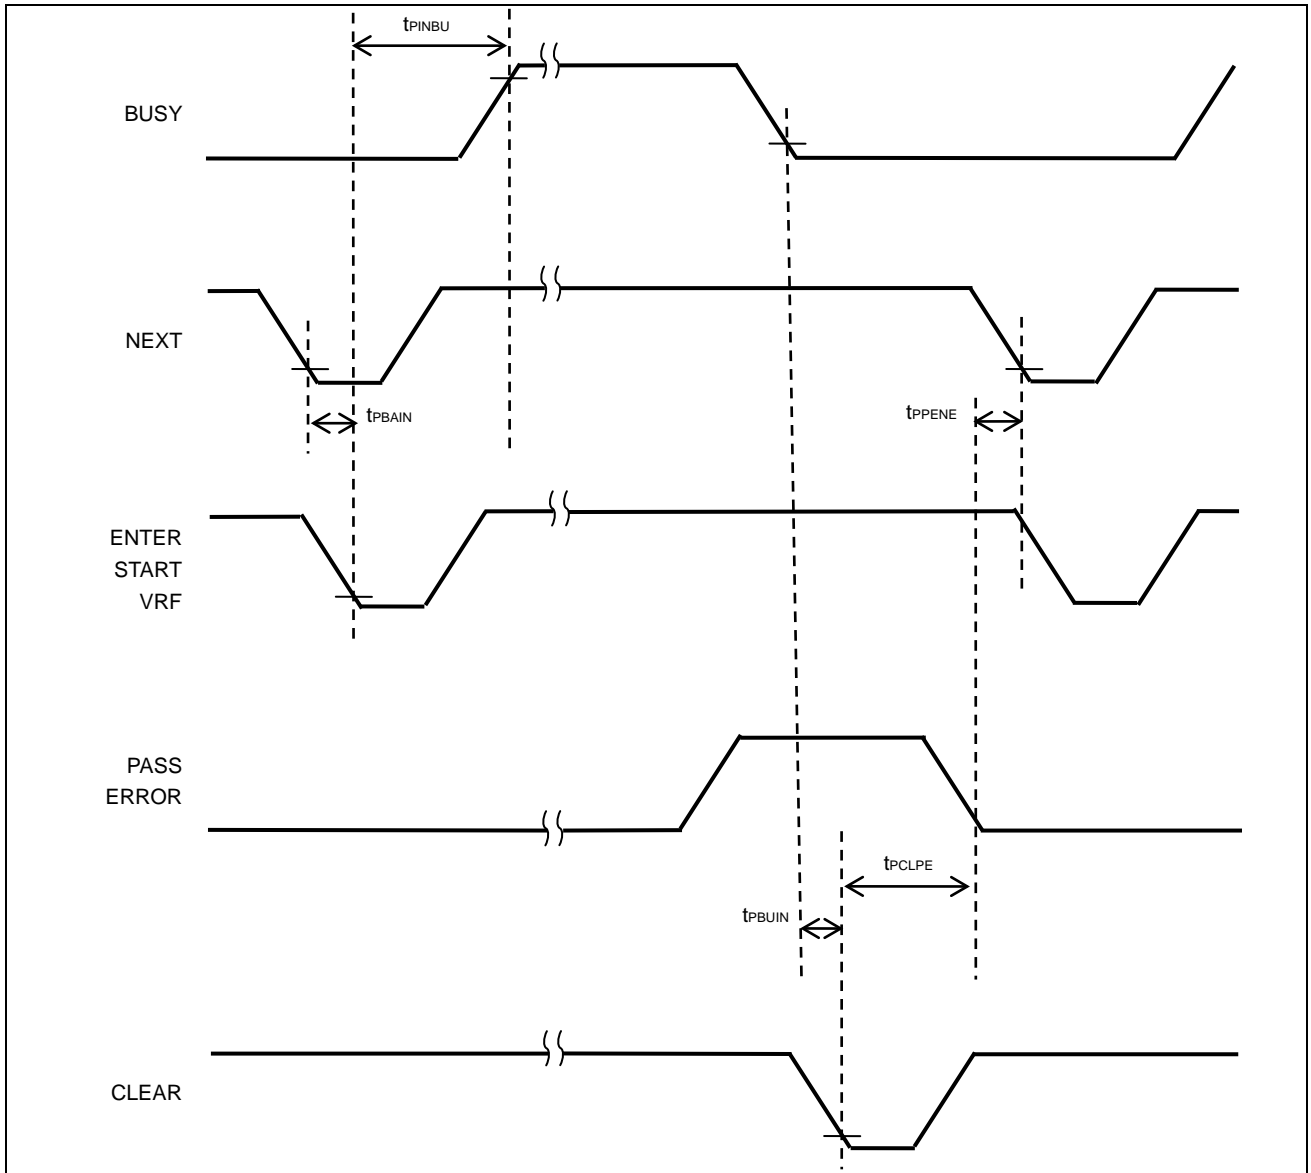 tPINBU
BUSY
NEXT
tPBAIN
tPPENE
ENTER
START
VRF
PASS
ERROR
tPCLPE
tPBUIN
CLEAR